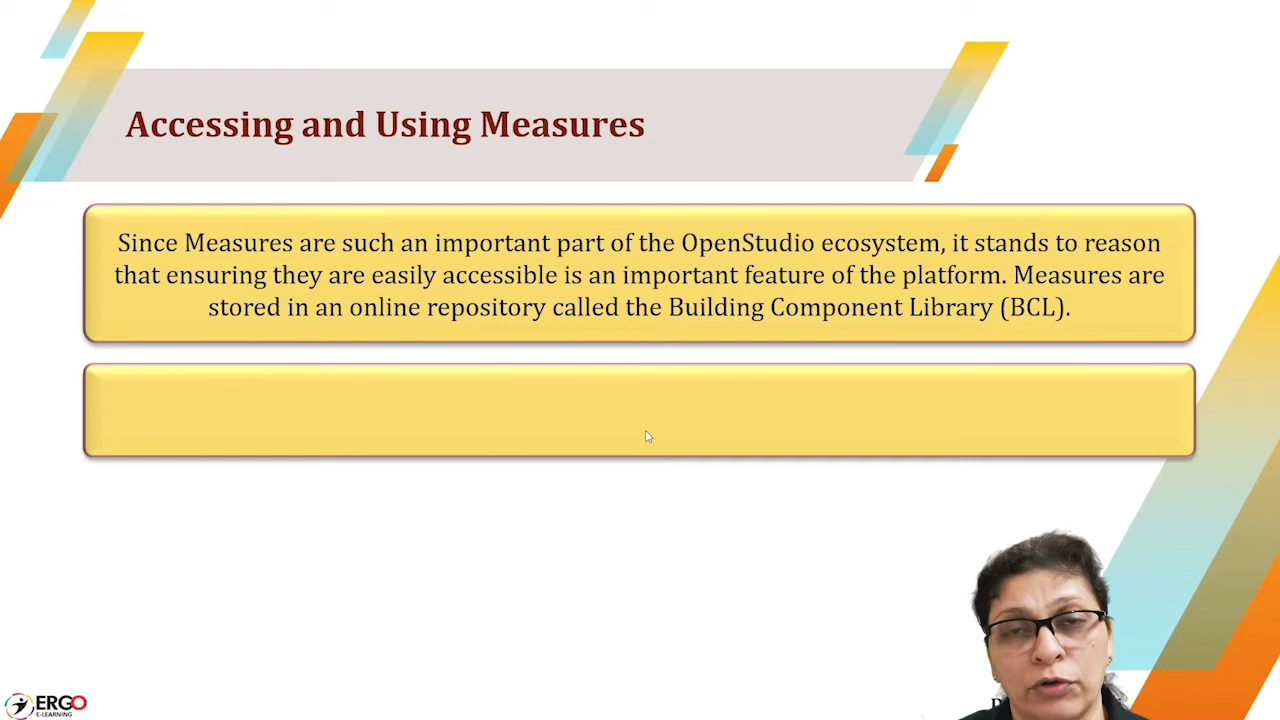 Accessing and Using Measures
Since Measures are such an important part of the OpenStudio ecosystem, it stands to reason
that ensuring they are easily accessible is an important feature of the platform. Measures are
stored in an online repository called the Building Component Library (BCL).
ERGO
E-LEARNING